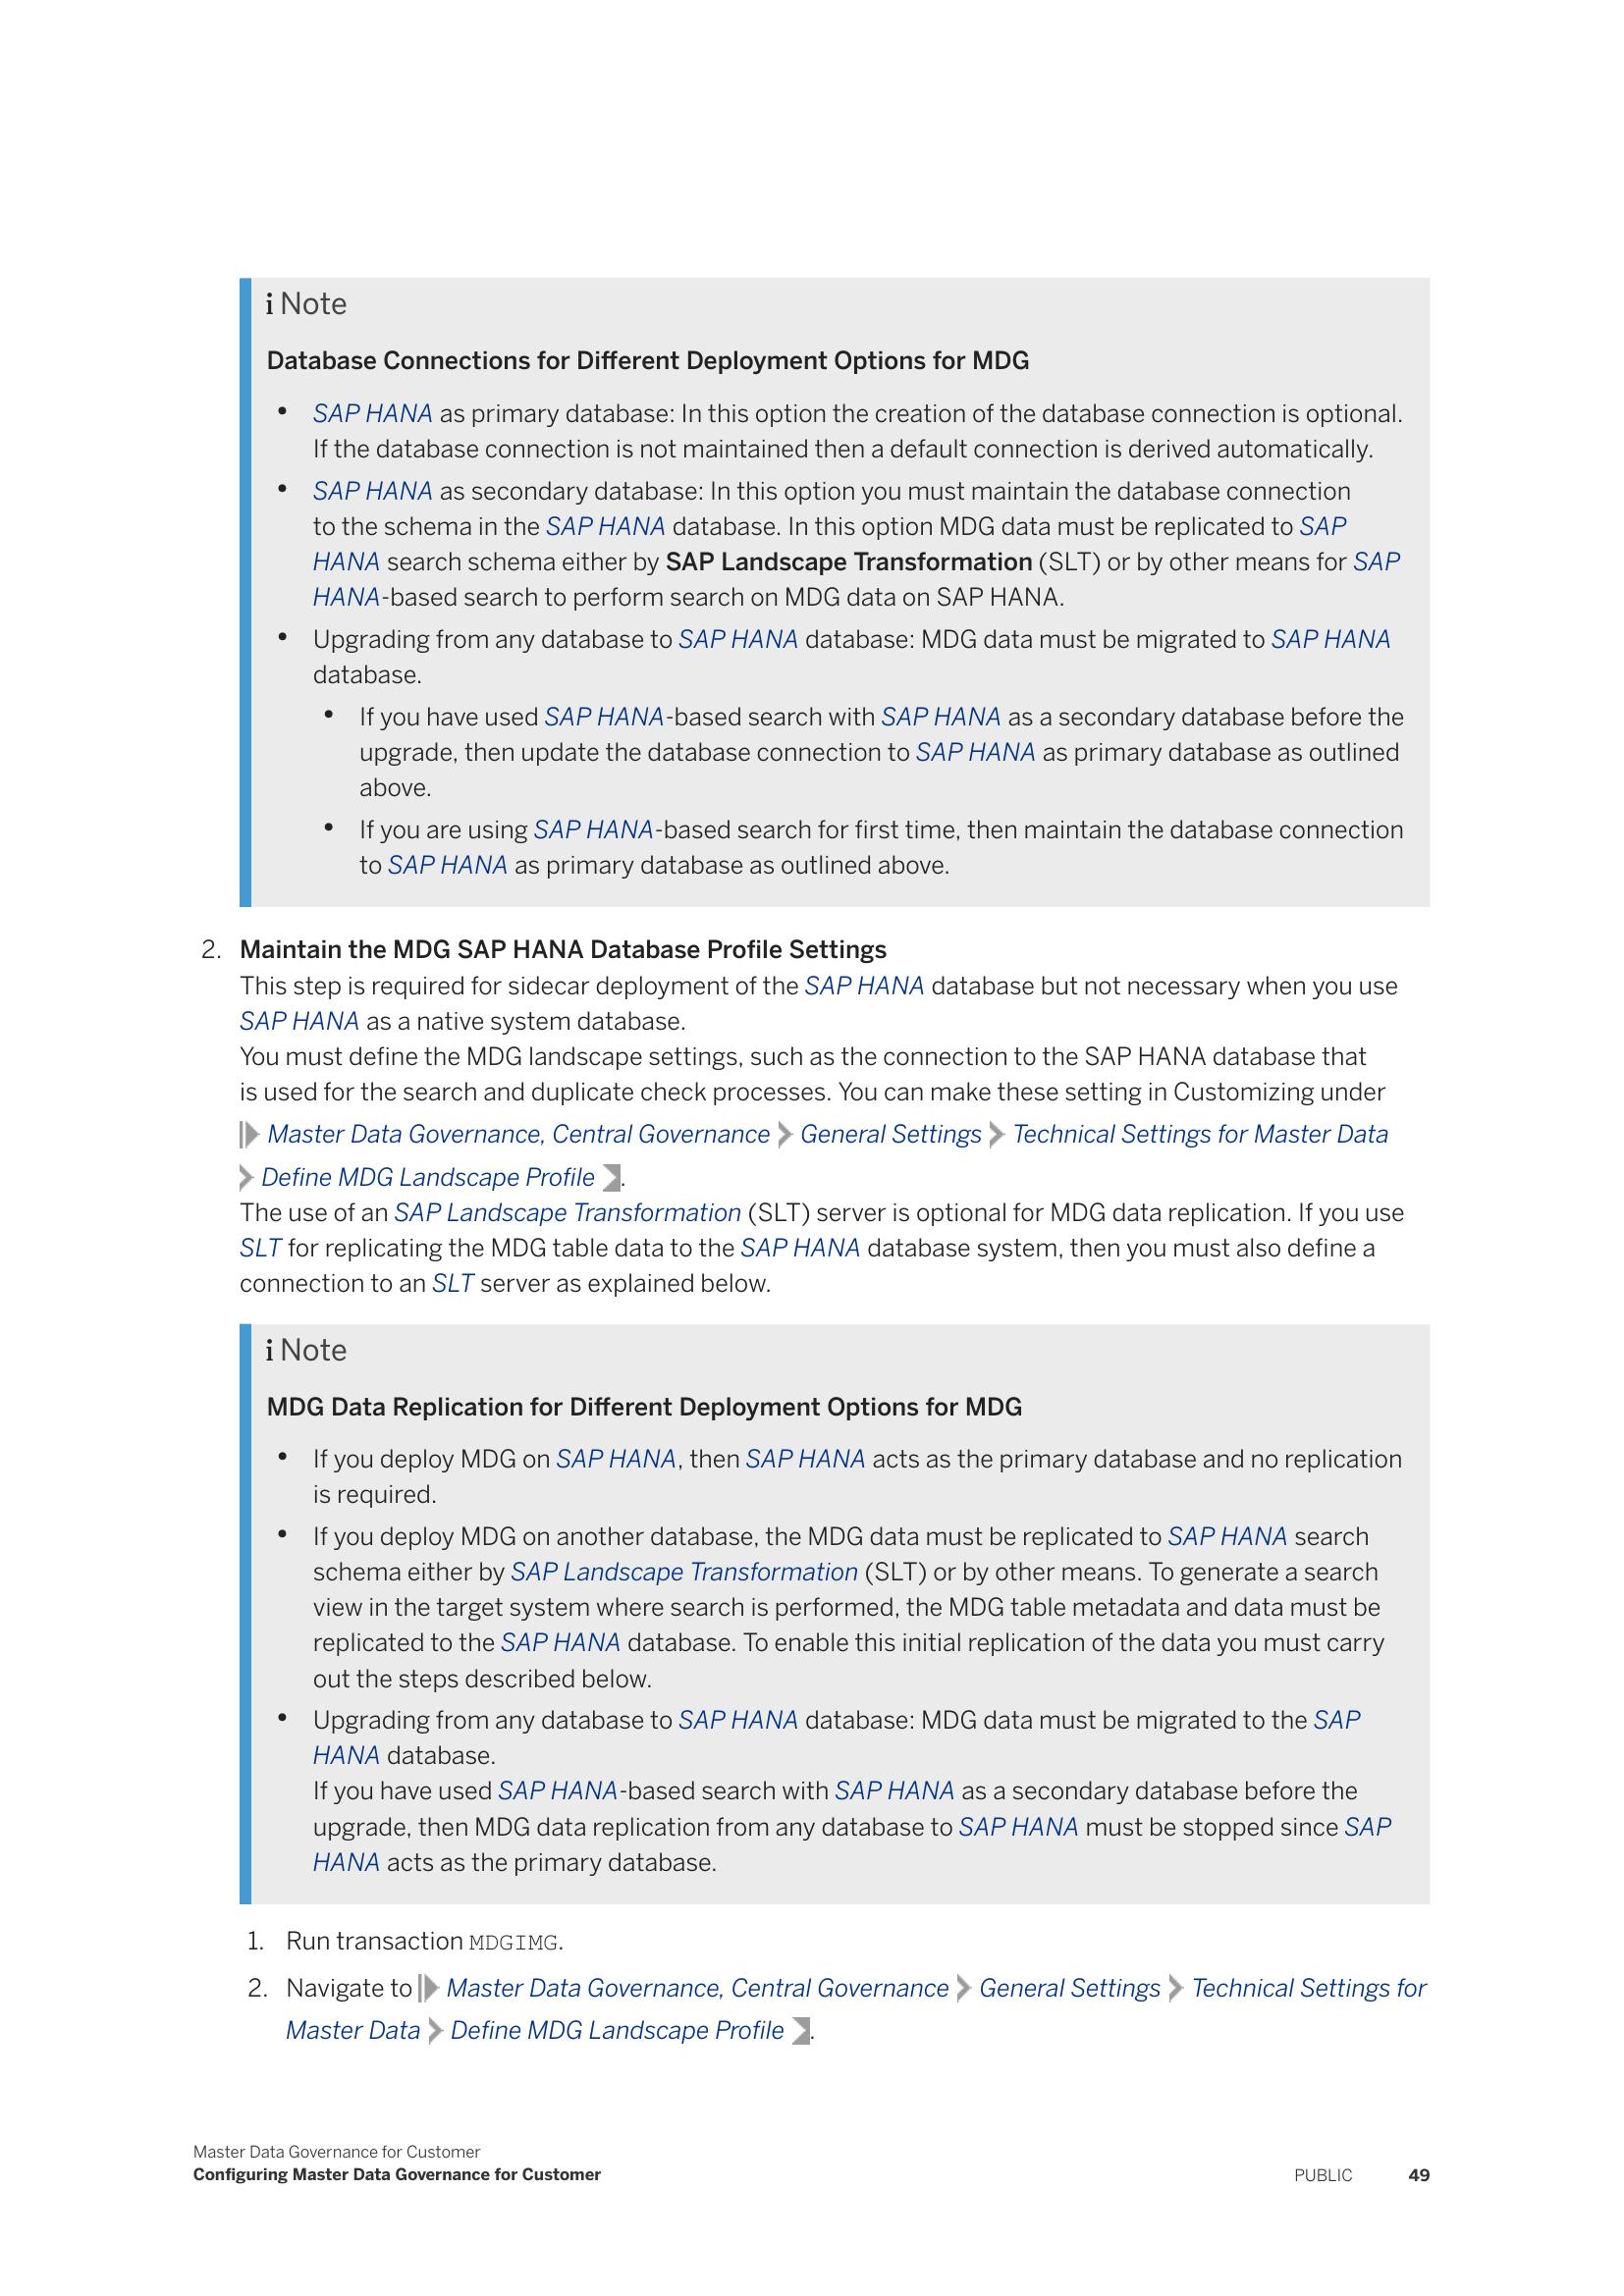 i Note
Database Connections for Different Deployment Options for MDG
• SAP HANA as primary database: In this option the creation of the database connection is optional.
If the database connection is not maintained then a default connection is derived automatically.
• SAP HANA as secondary database: In this option you must maintain the database connection
to the schema in the SAP HANA database. In this option MDG data must be replicated to SAP
HANA search schema either by SAP Landscape Transformation (SLT) or by other means for SAP
HANA-based search to perform search on MDG data on SAP HANA.
• Upgrading from any database to SAP HANA database: MDG data must be migrated to SAP HANA
database.
• If you have used SAP HANA-based search with SAP HANA as a secondary database before the
upgrade, then update the database connection to SAP HANA as primary database as outlined
above.
• If you are using SAP HANA-based search for first time, then maintain the database connection
to SAP HANA as primary database as outlined above.
2. Maintain the MDG SAP HANA Database Profile Settings
This step is required for sidecar deployment of the SAP HANA database but not necessary when you use
SAP HANA as a native system database.
You must define the MDG landscape settings, such as the connection to the SAP HANA database that
is used for the search and duplicate check processes. You can make these setting in Customizing under
Master Data Governance, Central Governance General Settings Technical Settings for Master Data
Define MDG Landscape Profile .
The use of an SAP Landscape Transformation (SLT) server is optional for MDG data replication. If you use
SLT for replicating the MDG table data to the SAP HANA database system, then you must also define a
connection to an SLT server as explained below.
i Note
MDG Data Replication for Different Deployment Options for MDG
• If you deploy MDG on SAP HANA, then SAP HANA acts as the primary database and no replication
is required.
• If you deploy MDG on another database, the MDG data must be replicated to SAP HANA search
schema either by SAP Landscape Transformation (SLT) or by other means. To generate a search
view in the target system where search is performed, the MDG table metadata and data must be
replicated to the SAP HANA database. To enable this initial replication of the data you must carry
out the steps described below.
• Upgrading from any database to SAP HANA database: MDG data must be migrated to the SAP
HANA database.
If you have used SAP HANA-based search with SAP HANA as a secondary database before the
upgrade, then MDG data replication from any database to SAP HANA must be stopped since SAP
HANA acts as the primary database.
1. Run transaction MDGIMG.
2. Navigate to Master Data Governance, Central Governance General Settings Technical Settings for
Master Data Define MDG Landscape Profile .
Master Data Governance for Customer
Configuring Master Data Governance for Customer PUBLIC 49